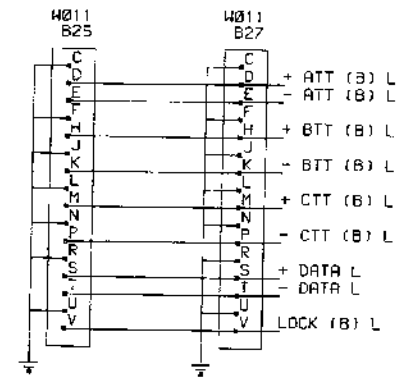 W011
B25
W011
B27
C
D
E
F
H
J
K
L
M
N
P
R
S
T
U
V
C
D
E
F
H
J
K
L
M
N
P
R
S
T
U
V
+ ATT (B) L
- ATT (B) L
+ BTT (B) L
- BTT (B) L
+ CTT (B) L
- CTT (B) L
+ DATA L
- DATA L
LOCK (B) L